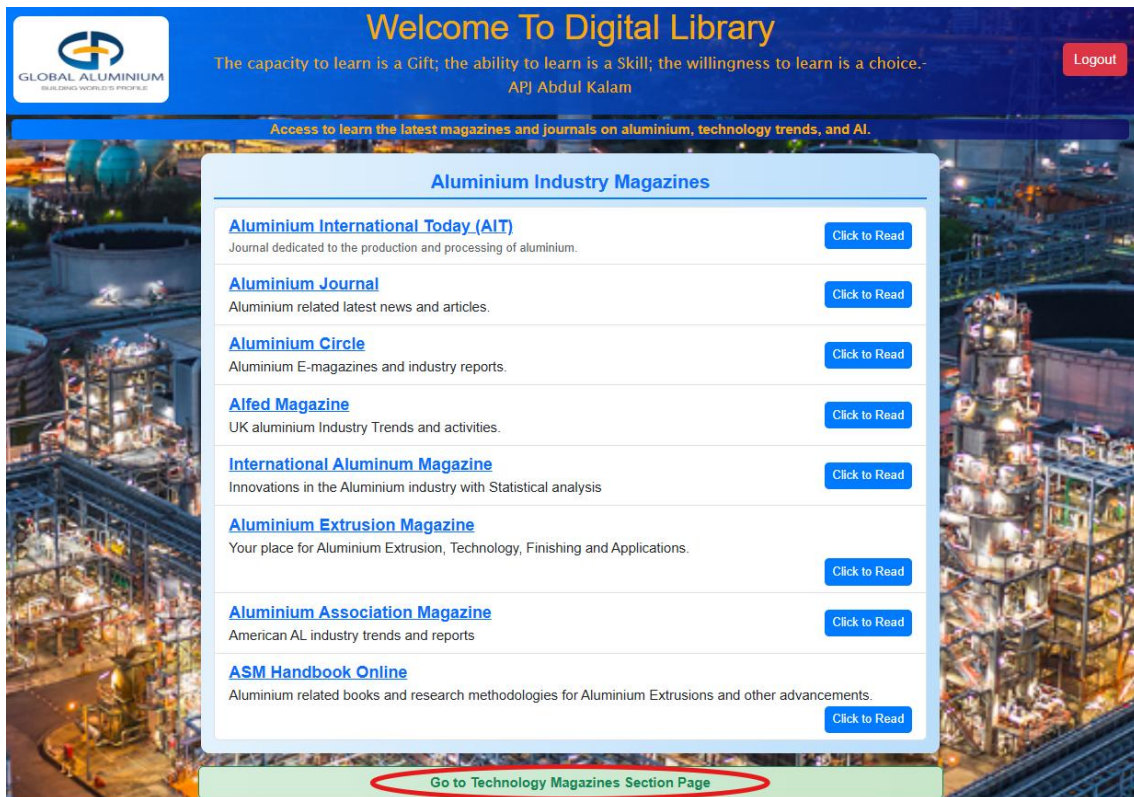 GLOBAL ALUMINIUM
BUILDING WORLD'S PROFILE
Welcome To Digital Library
The capacity to learn is a Gift; the ability to learn is a Skill; the willingness to learn is a choice.-
APJ Abdul Kalam
Logout
Access to learn the latest magazines and journals on aluminium, technology trends, and AI.
Aluminium Industry Magazines
Aluminium International Today (AIT)
Journal dedicated to the production and processing of aluminium.
Click to Read
Aluminium Journal
Aluminium related latest news and articles.
Click to Read
Aluminium Circle
Aluminium E-magazines and industry reports.
Click to Read
Alfed Magazine
UK aluminium Industry Trends and activities.
Click to Read
International Aluminum Magazine
Innovations in the Aluminium industry with Statistical analysis
Click to Read
Aluminium Extrusion Magazine
Your place for Aluminium Extrusion, Technology, Finishing and Applications.
Click to Read
Aluminium Association Magazine
American AL industry trends and reports
Click to Read
ASM Handbook Online
Aluminium related books and research methodologies for Aluminium Extrusions and other advancements.
Click to Read
Go to Technology Magazines Section Page